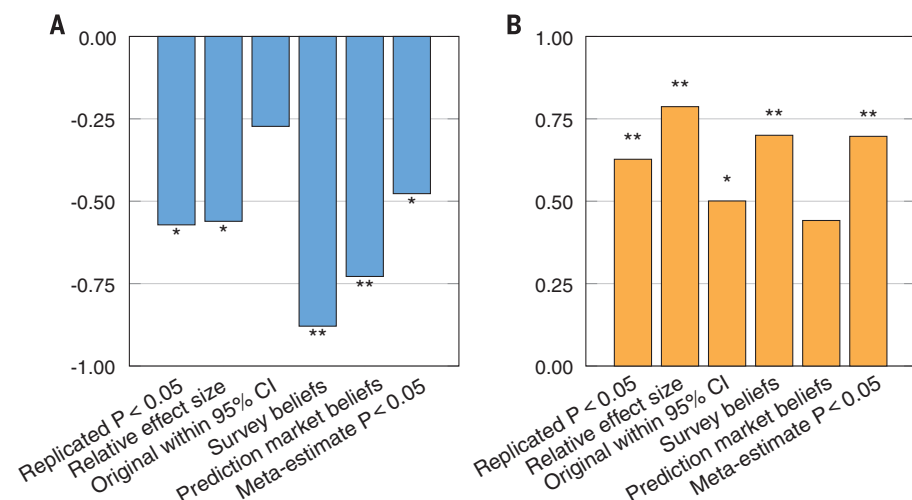 A
0.00
-0.25
-0.50
-0.75
-1.00
*
*
**
**
*
Replicated P < 0.05
Relative effect size
Original within 95% CI
Survey beliefs
Prediction market beliefs
Meta-estimate P < 0.05
B
1.00
0.75
0.50
0.25
0.00
**
**
*
**
**
Replicated P < 0.05
Relative effect size
Original within 95% CI
Survey beliefs
Prediction market beliefs
Meta-estimate P < 0.05